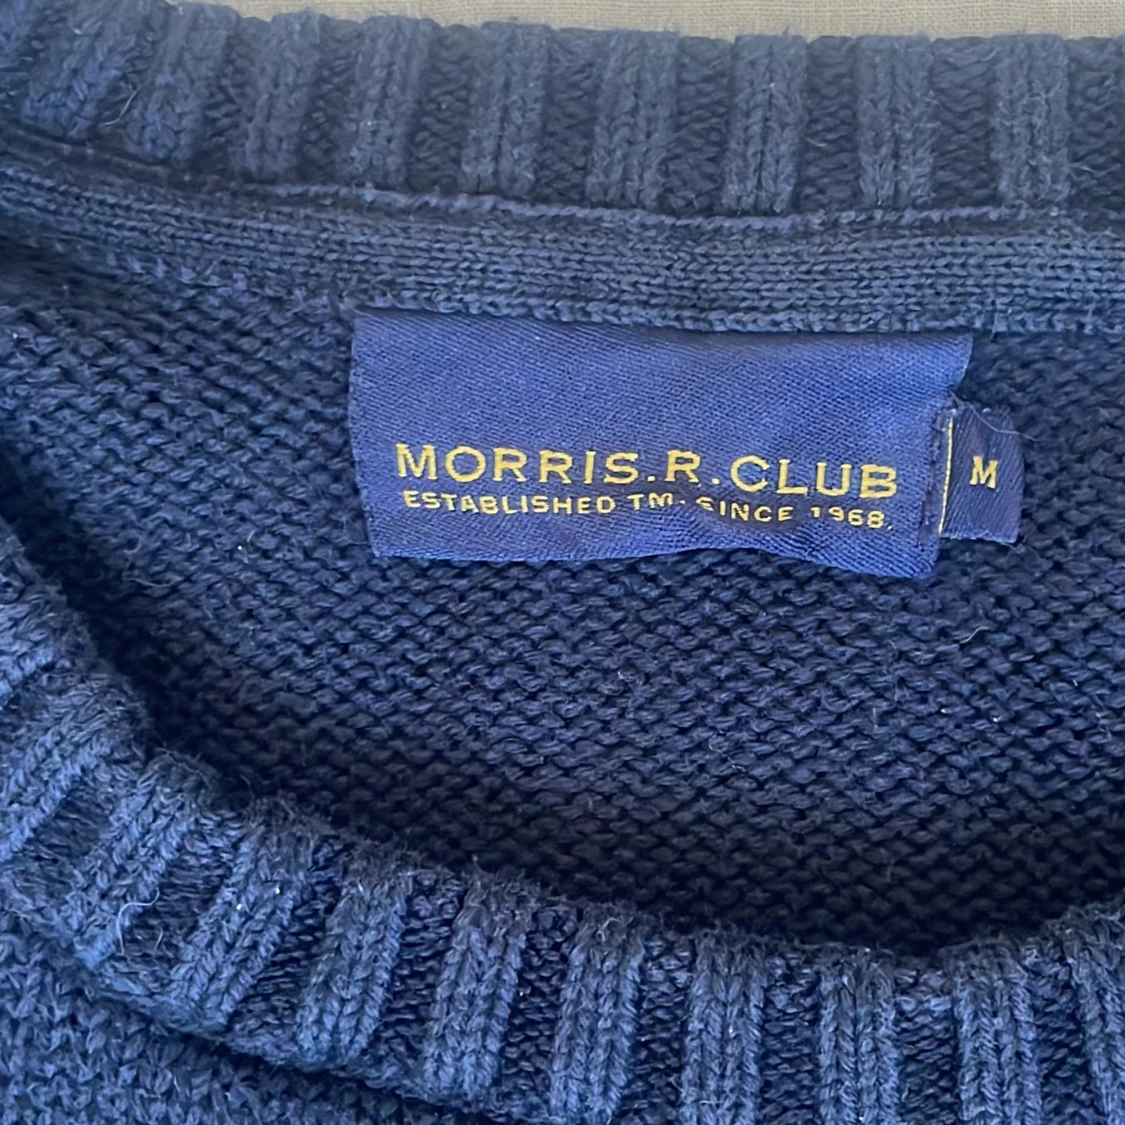 MORRIS.R.CLUB
ESTABLISHED TM. SINCE 1968.
M